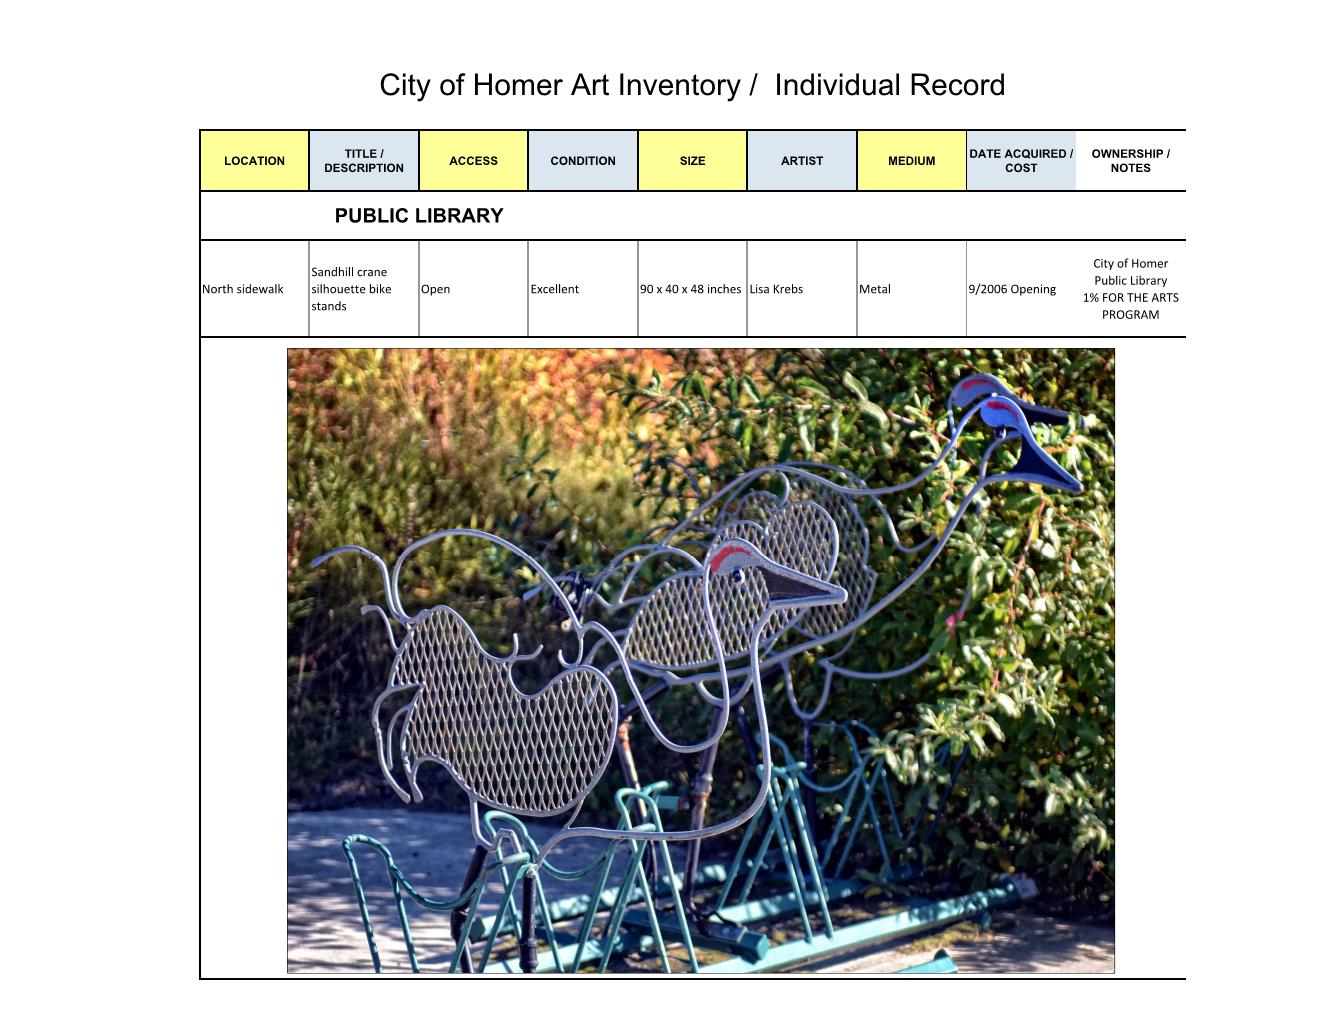 City of Homer Art Inventory /  Individual Record
LOCATION
TITLE /
DESCRIPTION
ACCESS
CONDITION
SIZE
ARTIST
MEDIUM
DATE ACQUIRED /
COST
OWNERSHIP /
NOTES
PUBLIC LIBRARY
North sidewalk
Sandhill crane
silhouette bike
stands
Open
Excellent
90 x 40 x 48 inches
Lisa Krebs
Metal
9/2006 Opening
City of Homer
Public Library
1% FOR THE ARTS
PROGRAM